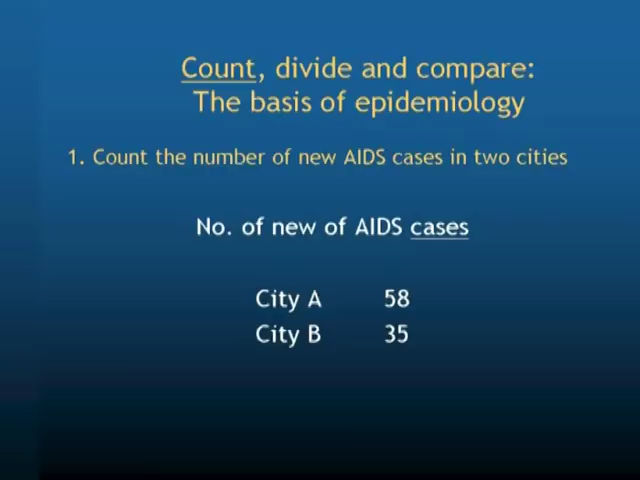 Count, divide and compare:
The basis of epidemiology
1. Count the number of new AIDS cases in two cities
No. of new of AIDS cases
City A 58
City B 35